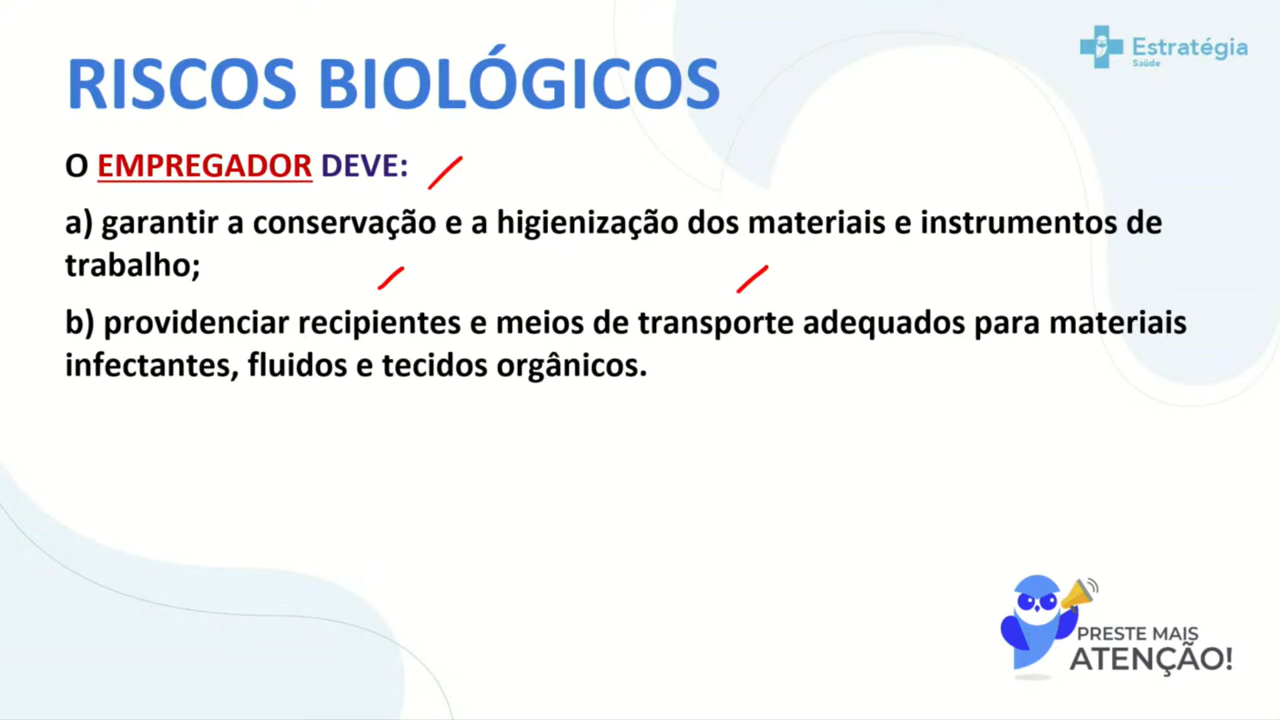 Estratégia
Saúde
RISCOS BIOLÓGICOS
O EMPREGADOR DEVE:
a) garantir a conservação e a higienização dos materiais e instrumentos de
trabalho;
b) providenciar recipientes e meios de transporte adequados para materiais
infectantes, fluidos e tecidos orgânicos.
PRESTE MAIS
ATENÇÃO!